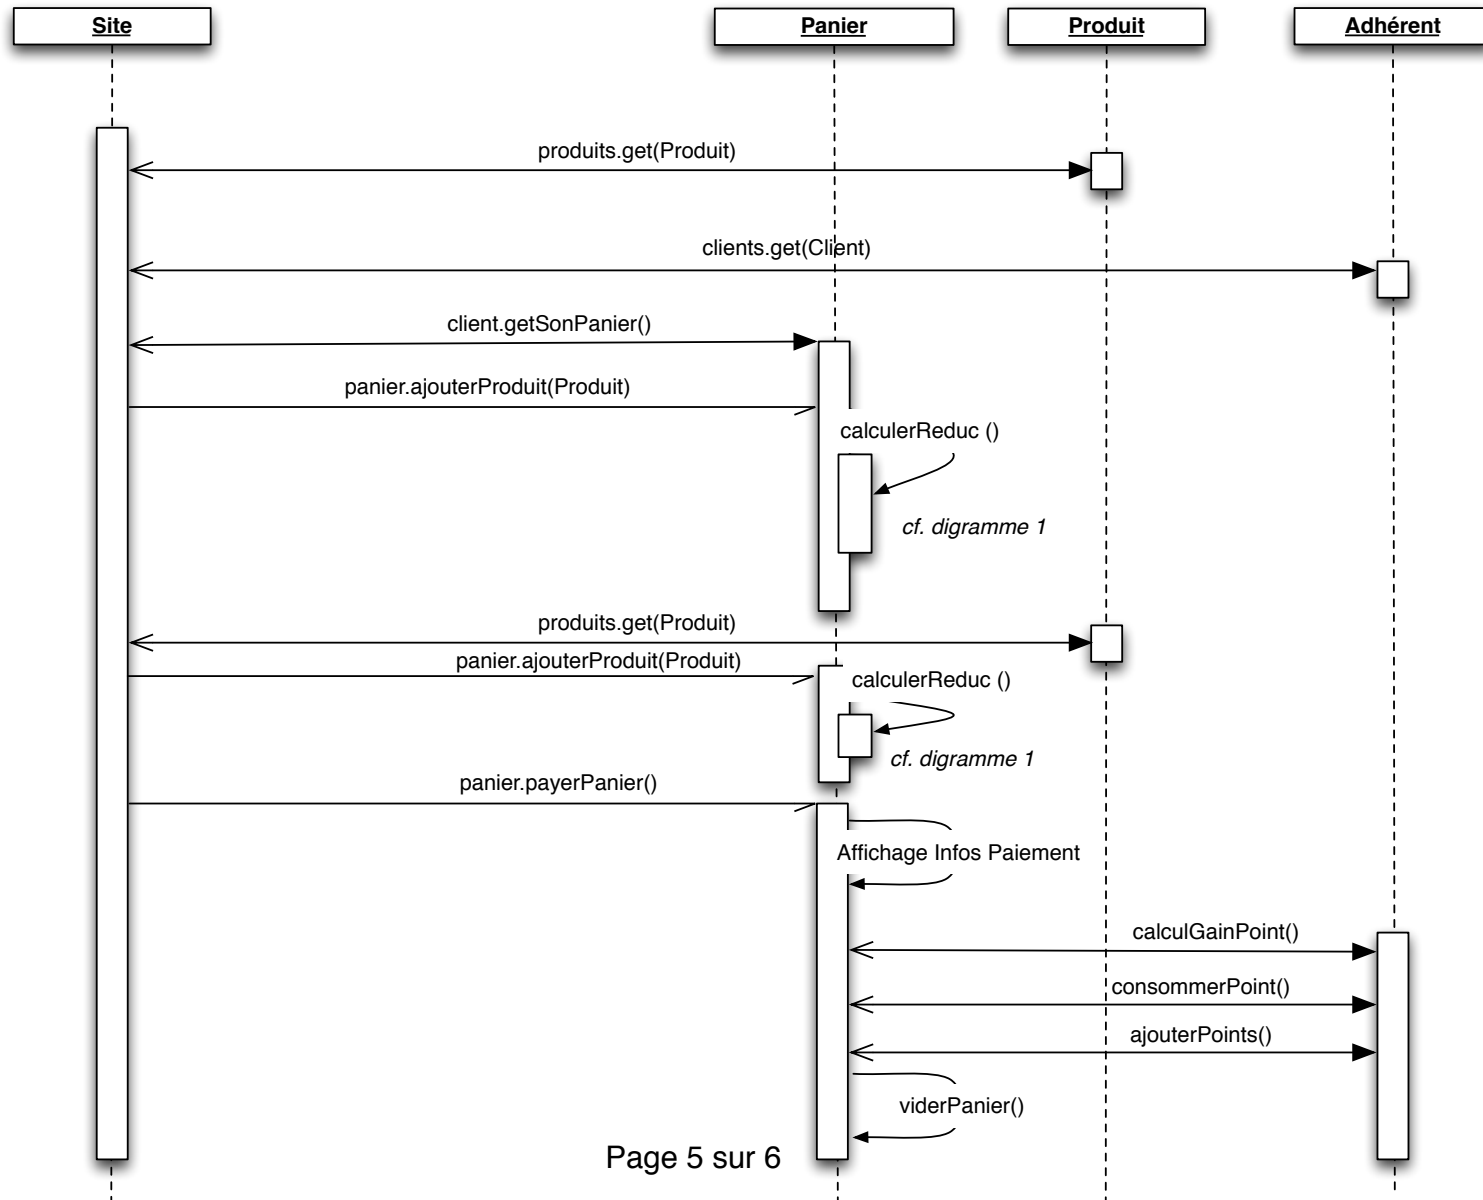 Site Panier Produit Adhérent
produits.get(Produit)
clients.get(Client)
client.getSonPanier()
panier.ajouterProduit(Produit)
calculerReduc ()
cf. digramme 1
produits.get(Produit)
panier.ajouterProduit(Produit)
calculerReduc ()
cf. digramme 1
panier.payerPanier()
Affichage Infos Paiement
calculGainPoint()
consommerPoint()
ajouterPoints()
viderPanier()
Page 5 sur 6